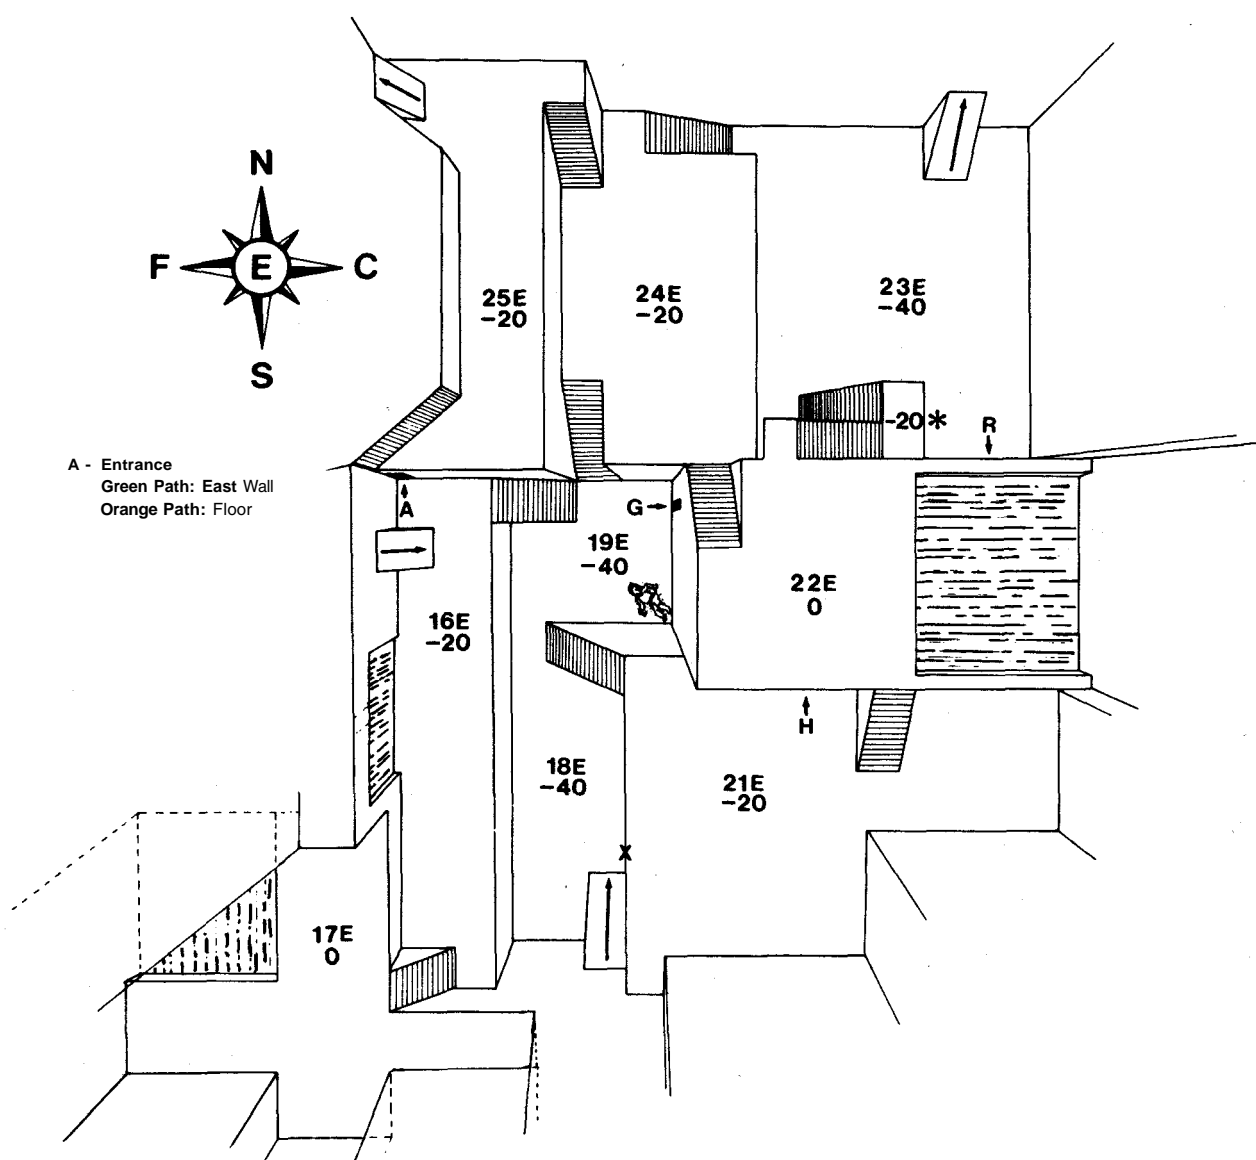 N
F E C
S
25E
-20
24E
-20
23E
-40
-20*
R
A - Entrance
Green Path: East Wall
Orange Path: Floor
A
G
19E
-40
16E
-20
22E
0
H
18E
-40
21E
-20
X
17E
0